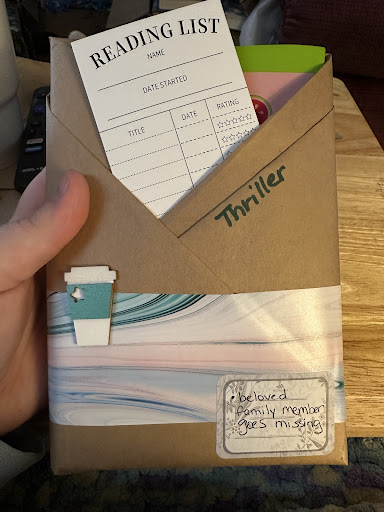 READING LIST
NAME
DATE STARTED
TITLE DATE RATING
Thriller
• beloved
family member
goes missing